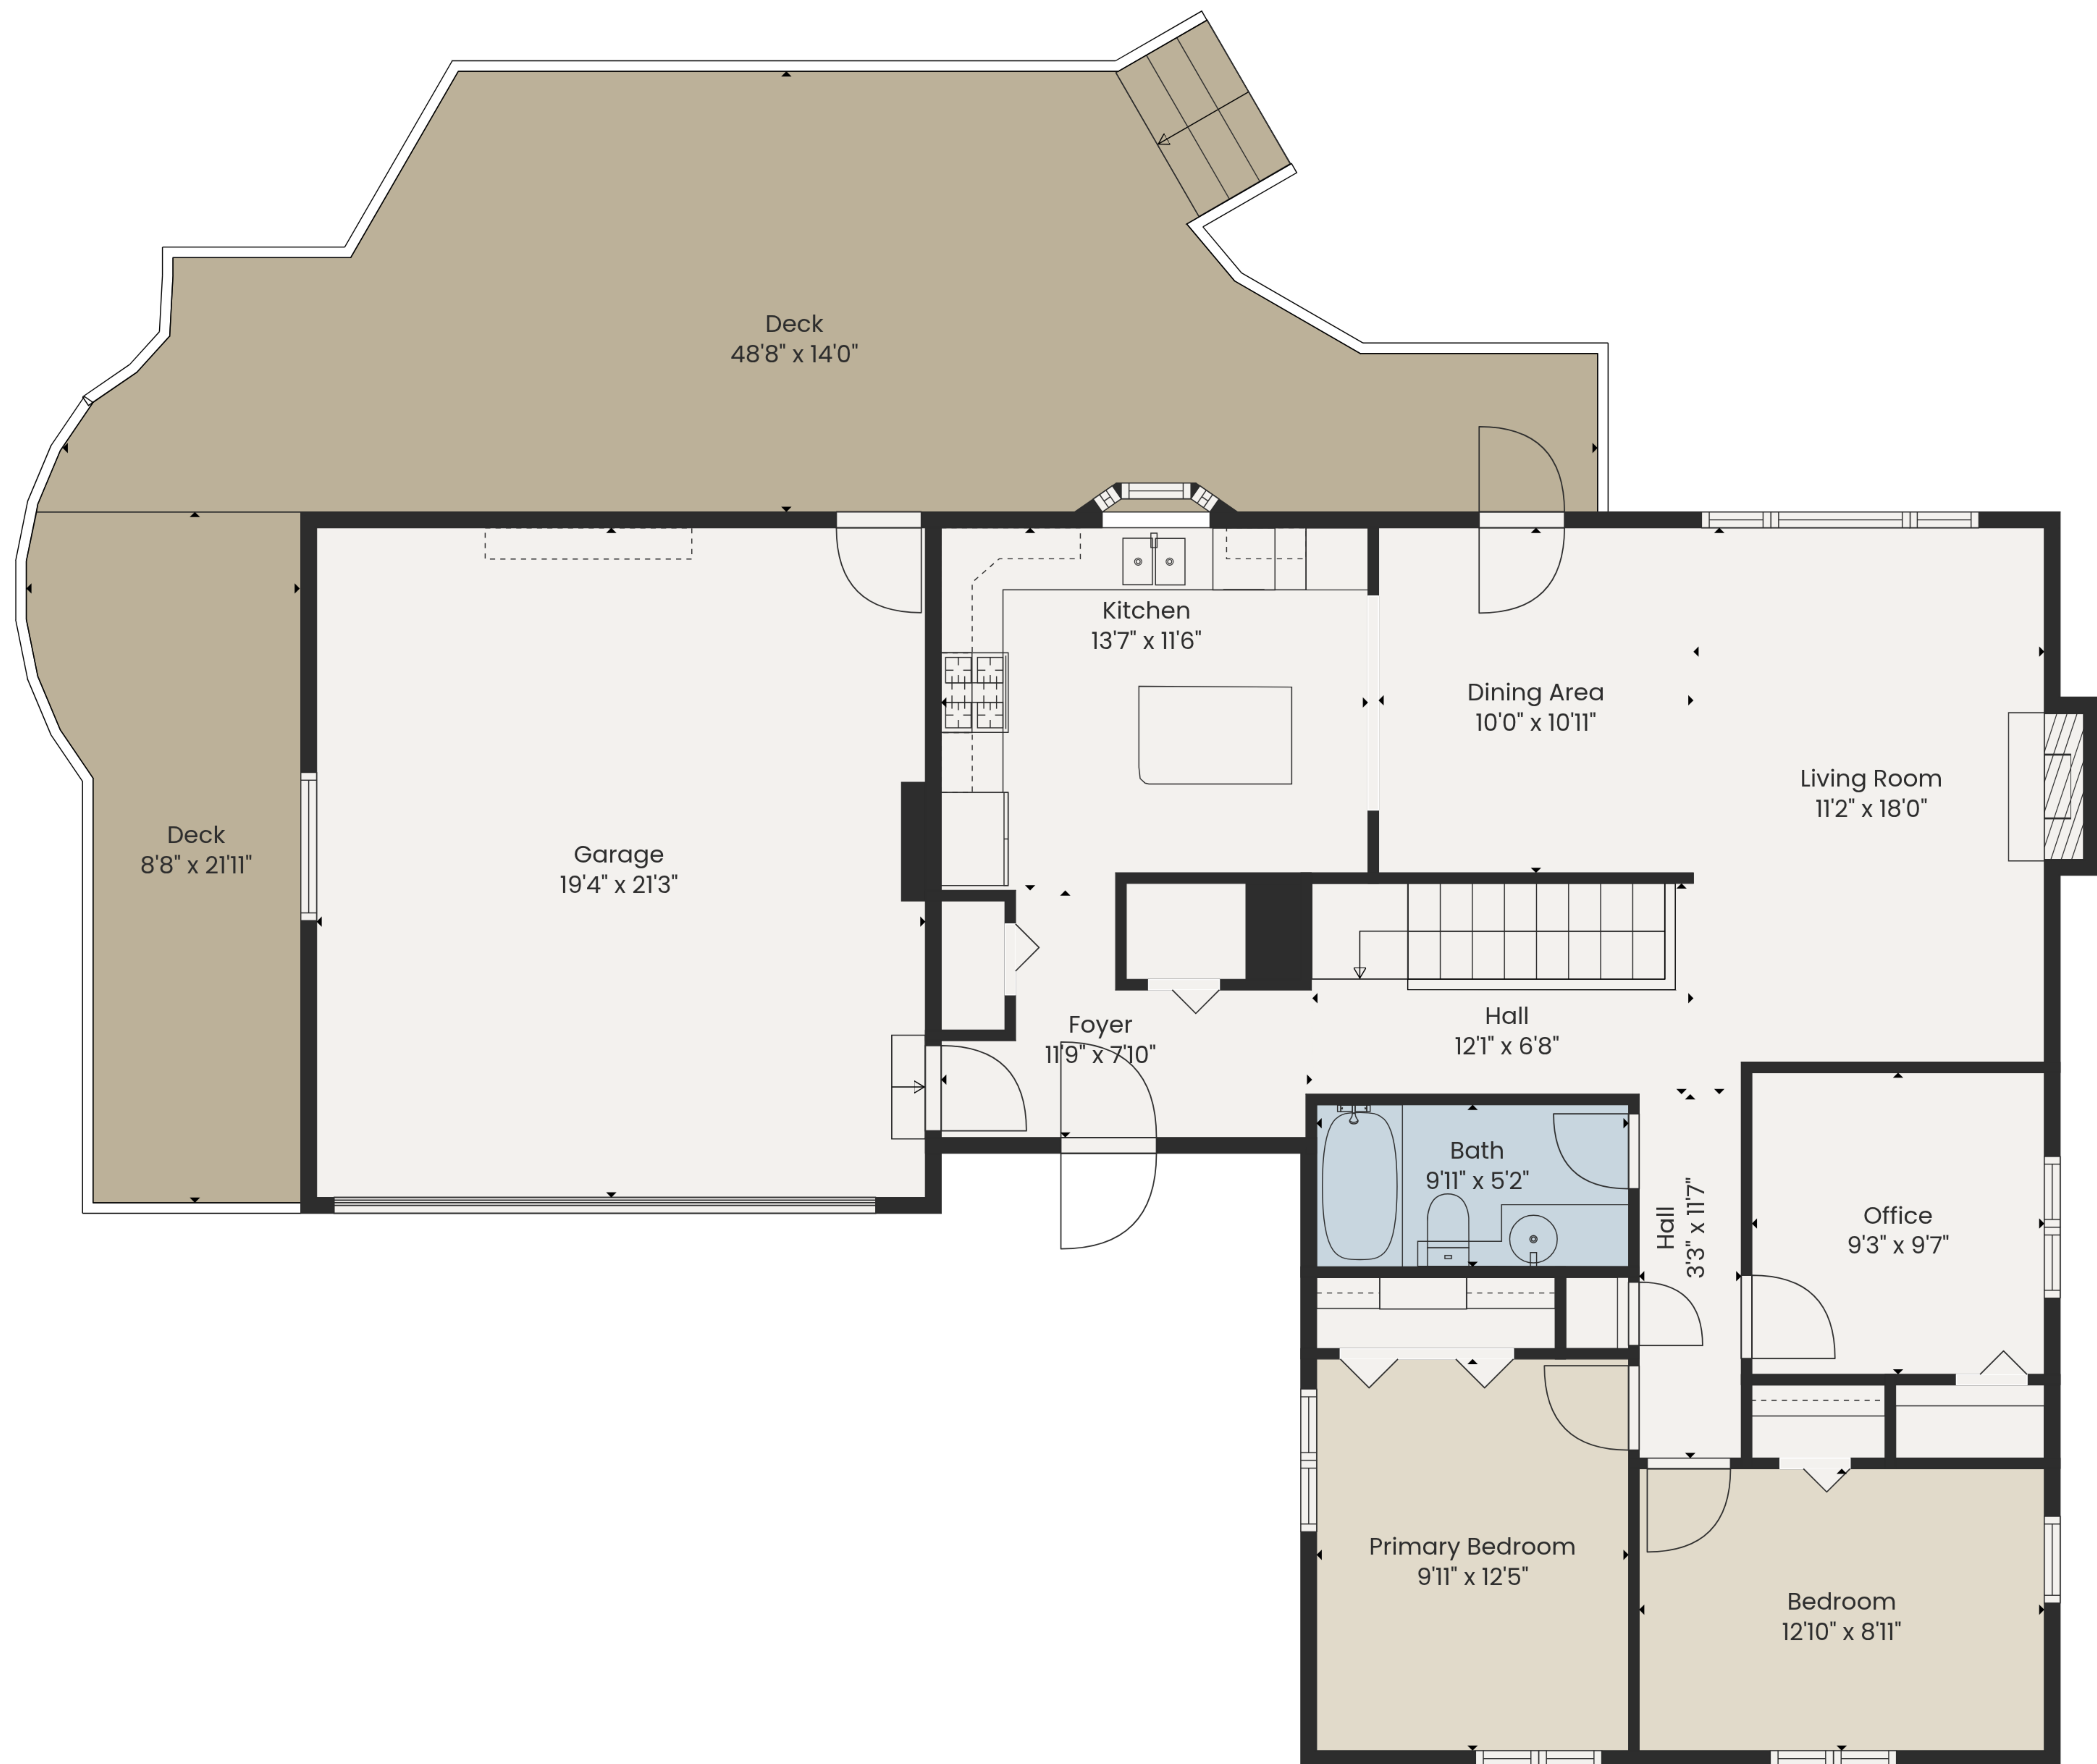 Deck
48'8" x 14'0"
Kitchen
13'7" x 11'6"
Dining Area
10'0" x 10'11"
Living Room
11'2" x 18'0"
Deck
8'8" x 21'11"
Garage
19'4" x 21'3"
Foyer
11'9" x 7'10"
Hall
12'1" x 6'8"
Bath
9'11" x 5'2"
Hall
3'3" x 11'7"
Office
9'3" x 9'7"
Primary Bedroom
9'11" x 12'5"
Bedroom
12'10" x 8'11"